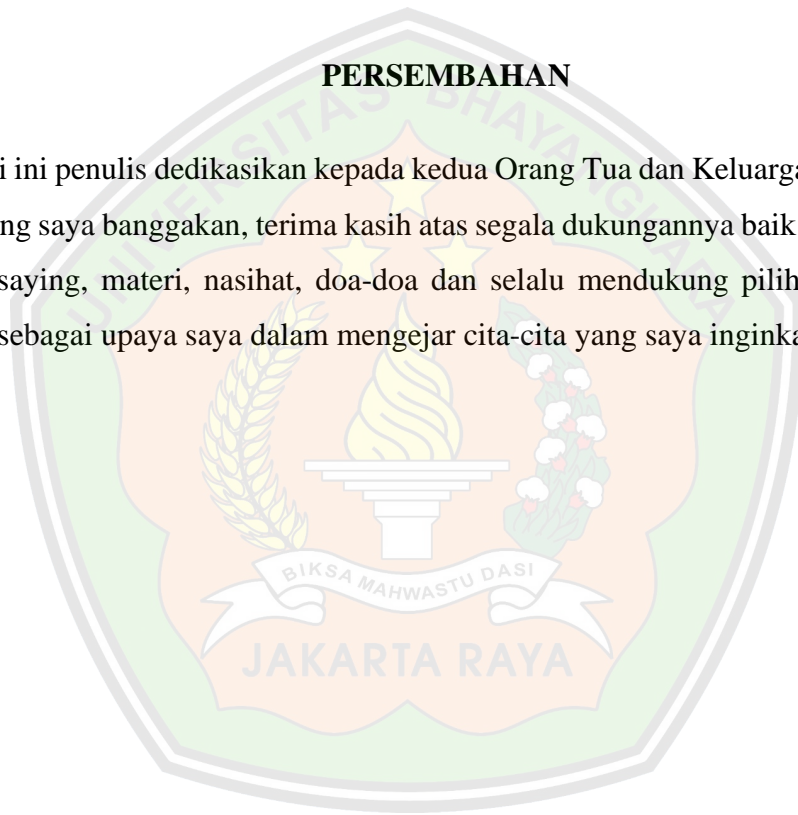 PERSEMBAHAN
i ini penulis dedikasikan kepada kedua Orang Tua dan Keluarga
ng saya banggakan, terima kasih atas segala dukungannya baik
saying, materi, nasihat, doa-doa dan selalu mendukung pilih
sebagai upaya saya dalam mengejar cita-cita yang saya inginka
UNIVERSITAS BHAYANGKARA
BIKSA MAHWASTU DASI
JAKARTA RAYA